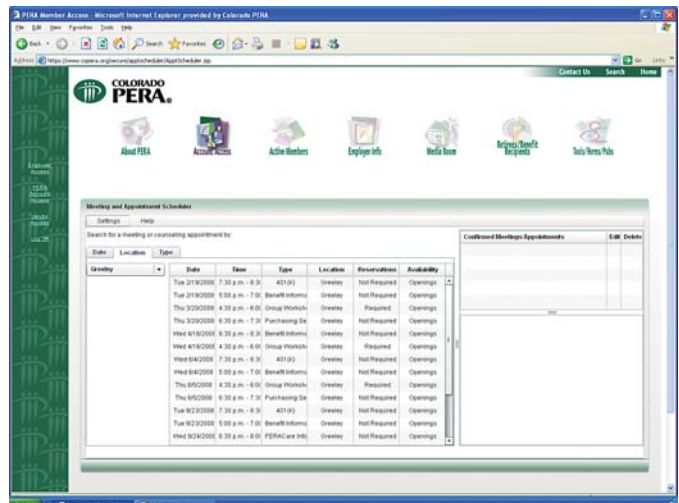 PERA Member Access - Microsoft Internet Explorer provided by Colorado PERA
File Edit View Favorites Tools Help
Back Search Favorites
Address Go Links
Contact Us Search Home
COLORADO
PERA
About PERA Account Access Active Members Employer Info Media Room Retirees/Benefit Recipients Tools/Forms/Pubs
Employer
Access
PERA
Account
Access
Vendor
Access
Meeting and Appointment Scheduler
Settings Help
Search for a meeting or counseling appointment by:
Date Location Type
Greeley
Date Time Type Location Reservations Availability
Tue 2/19/2008 7:30 p.m. - 8:3 401(k) Greeley Not Required Openings
Tue 2/19/2008 5:00 p.m. - 7:0 Benefit Informa Greeley Not Required Openings
Thu 3/20/2008 4:30 p.m. - 6:0 Group Worksh Greeley Required Openings
Thu 3/20/2008 6:30 p.m. - 7:3 Purchasing Se Greeley Not Required Openings
Wed 4/16/2008 6:30 p.m. - 8:0 Benefit Informa Greeley Not Required Openings
Wed 4/16/2008 4:30 p.m. - 6:0 Group Worksh Greeley Required Openings
Wed 6/4/2008 7:30 p.m. - 8:3 401(k) Greeley Not Required Openings
Wed 6/4/2008 5:00 p.m. - 7:0 Benefit Informa Greeley Not Required Openings
Thu 6/5/2008 4:30 p.m. - 6:0 Group Worksh Greeley Required Openings
Thu 6/5/2008 6:30 p.m. - 7:3 Purchasing Se Greeley Not Required Openings
Tue 9/23/2008 7:30 p.m. - 8:3 401(k) Greeley Not Required Openings
Tue 9/23/2008 5:00 p.m. - 7:0 Benefit Informa Greeley Not Required Openings
Wed 9/24/2008 6:30 p.m. - 8:0 PERACare Info Greeley Not Required Openings
Confirmed Meetings/Appointments Edit Delete